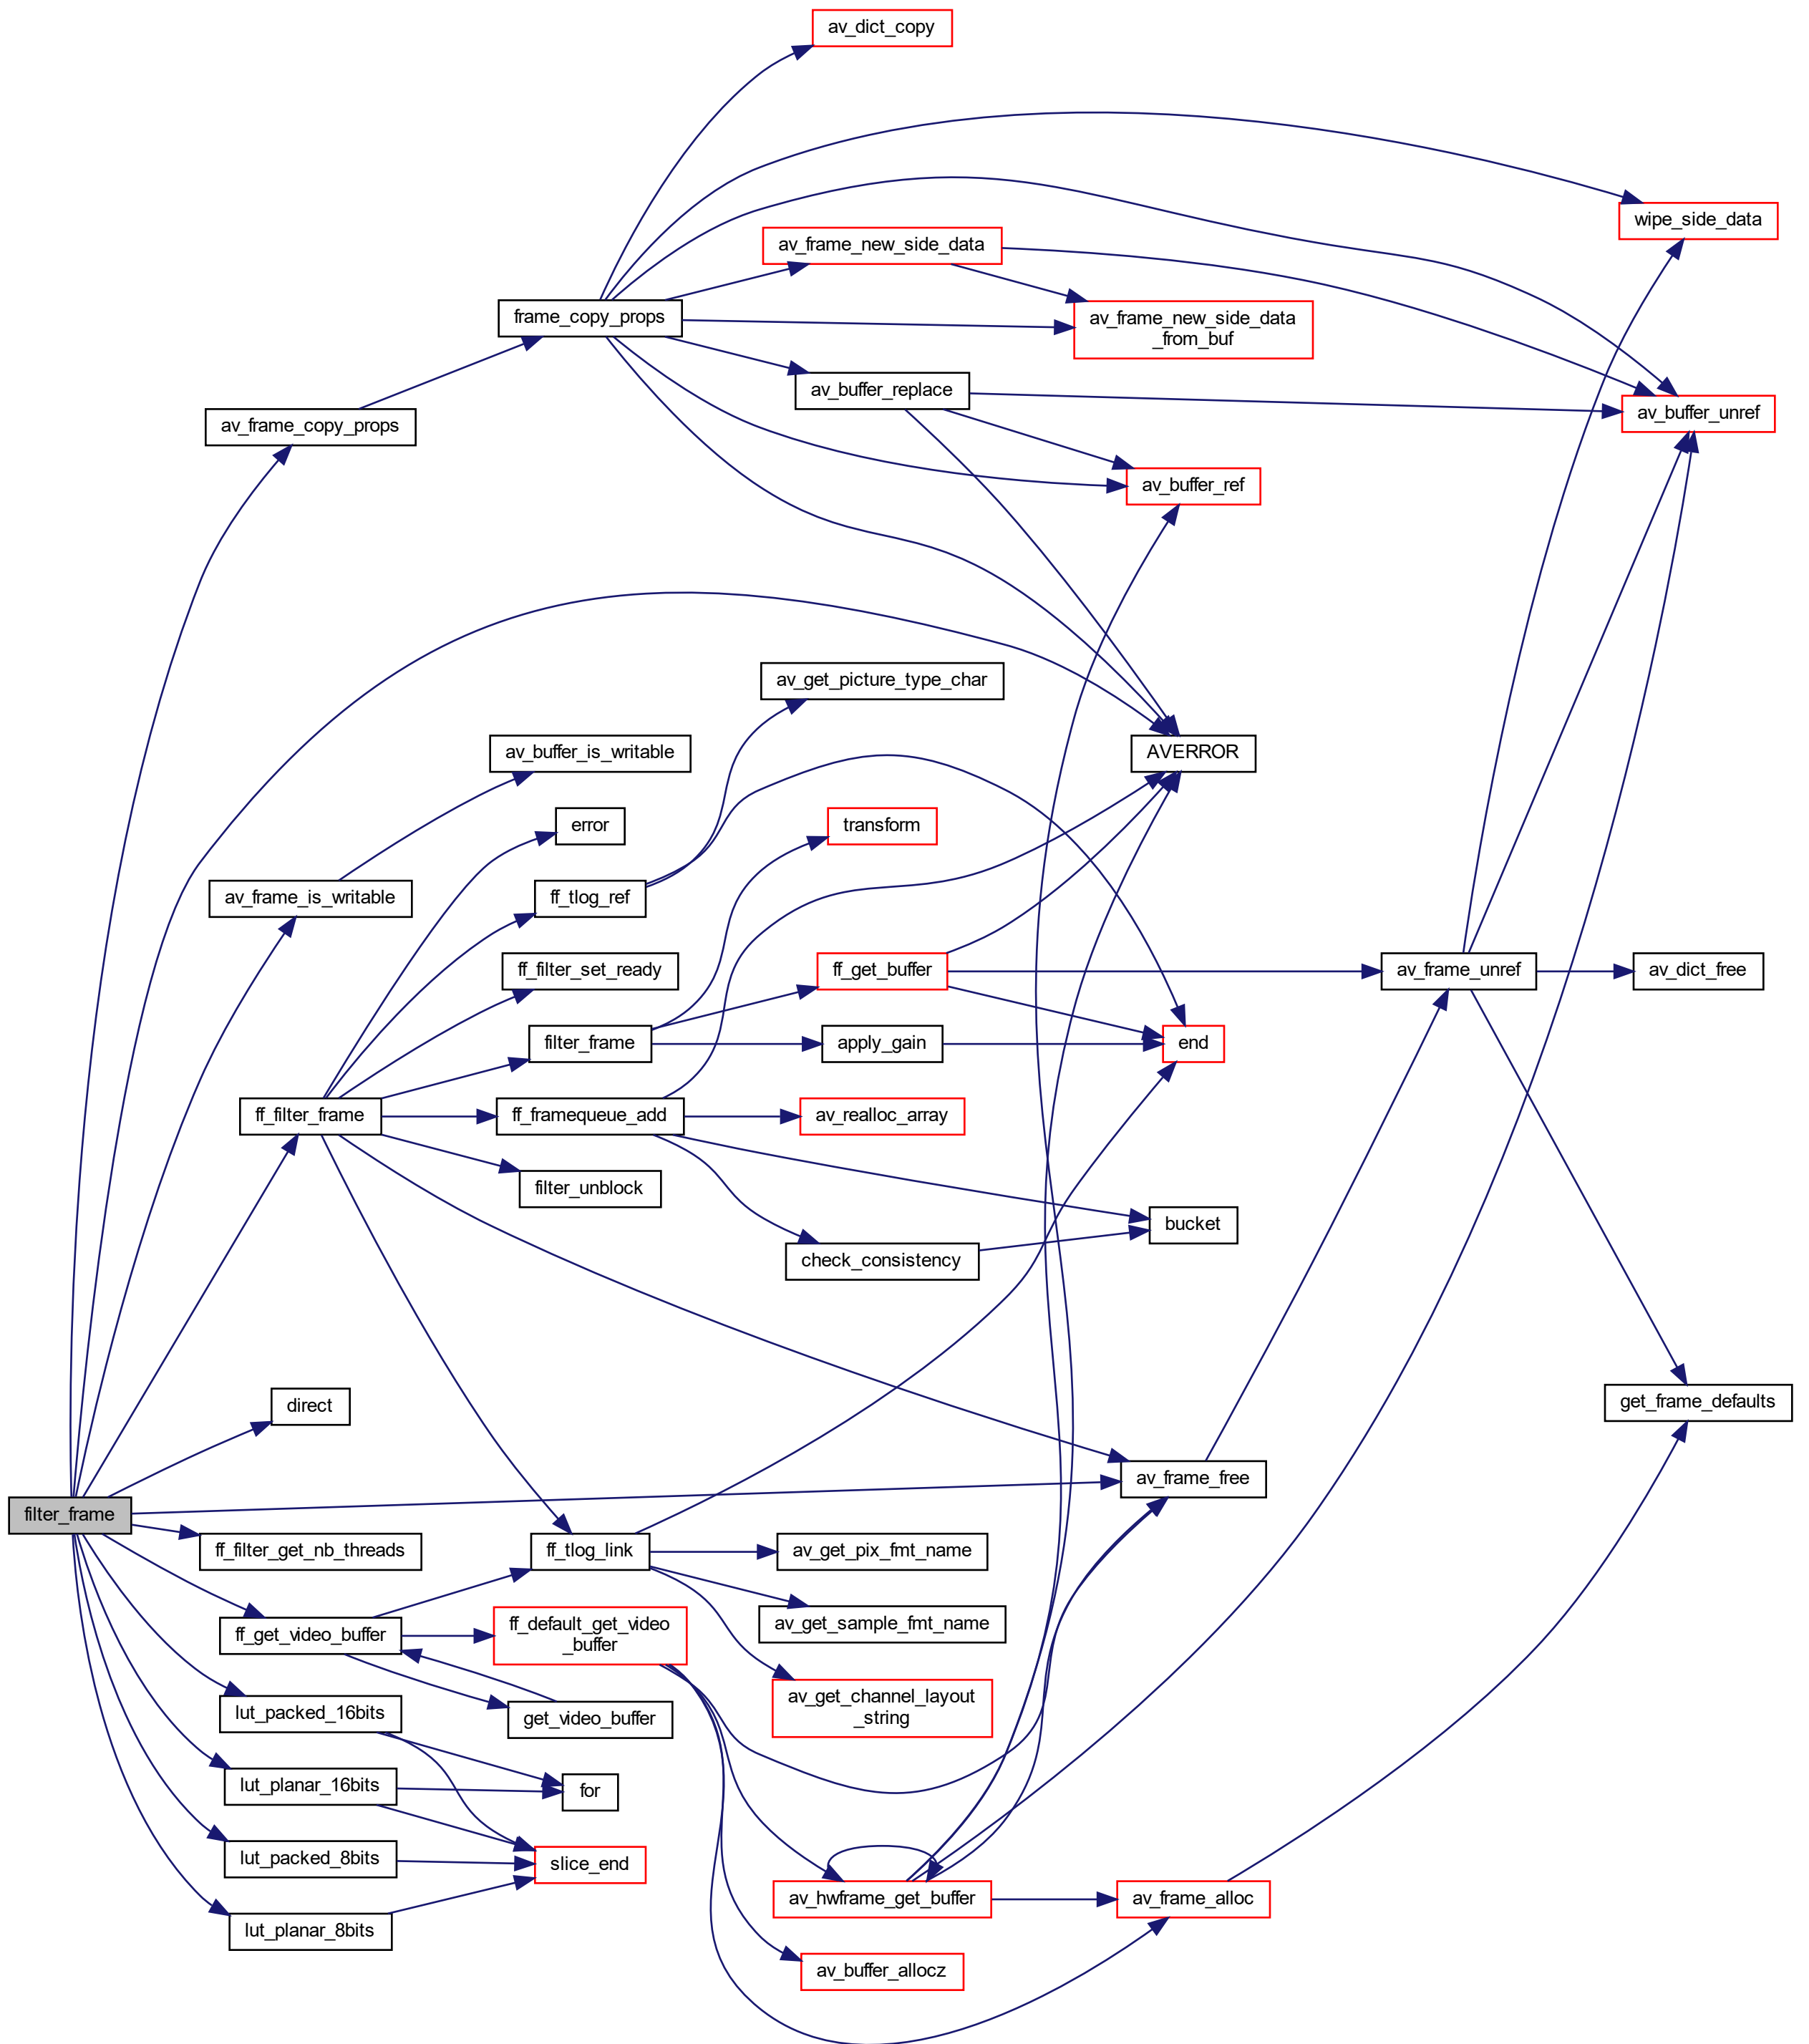 av_dict_copy
wipe_side_data
av_frame_new_side_data
frame_copy_props
av_frame_new_side_data
_from_buf
av_buffer_replace
av_buffer_unref
av_frame_copy_props
av_buffer_ref
av_get_picture_type_char
av_buffer_is_writable
AVERROR
error
transform
av_frame_is_writable
ff_tlog_ref
ff_filter_set_ready
ff_get_buffer
av_frame_unref
av_dict_free
filter_frame
apply_gain
end
ff_filter_frame
ff_framequeue_add
av_realloc_array
filter_unblock
bucket
check_consistency
direct
get_frame_defaults
av_frame_free
filter_frame
ff_filter_get_nb_threads
ff_tlog_link
av_get_pix_fmt_name
ff_get_video_buffer
ff_default_get_video
_buffer
av_get_sample_fmt_name
av_get_channel_layout
_string
lut_packed_16bits
get_video_buffer
lut_planar_16bits
for
lut_packed_8bits
slice_end
av_hwframe_get_buffer
av_frame_alloc
lut_planar_8bits
av_buffer_allocz